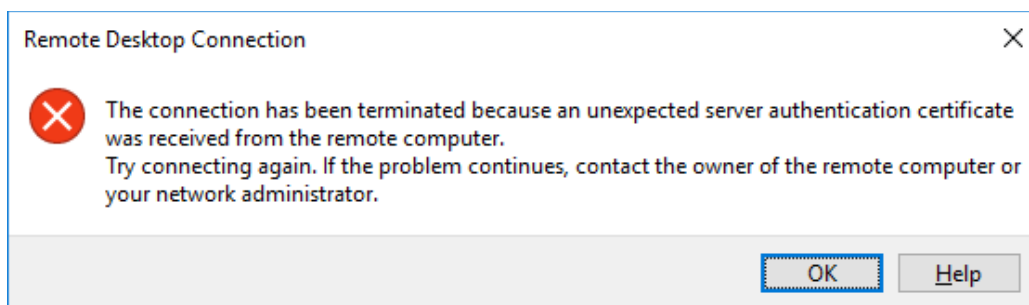 Remote Desktop Connection
The connection has been terminated because an unexpected server authentication certificate
was received from the remote computer.
Try connecting again. If the problem continues, contact the owner of the remote computer or
your network administrator.
OK
Help